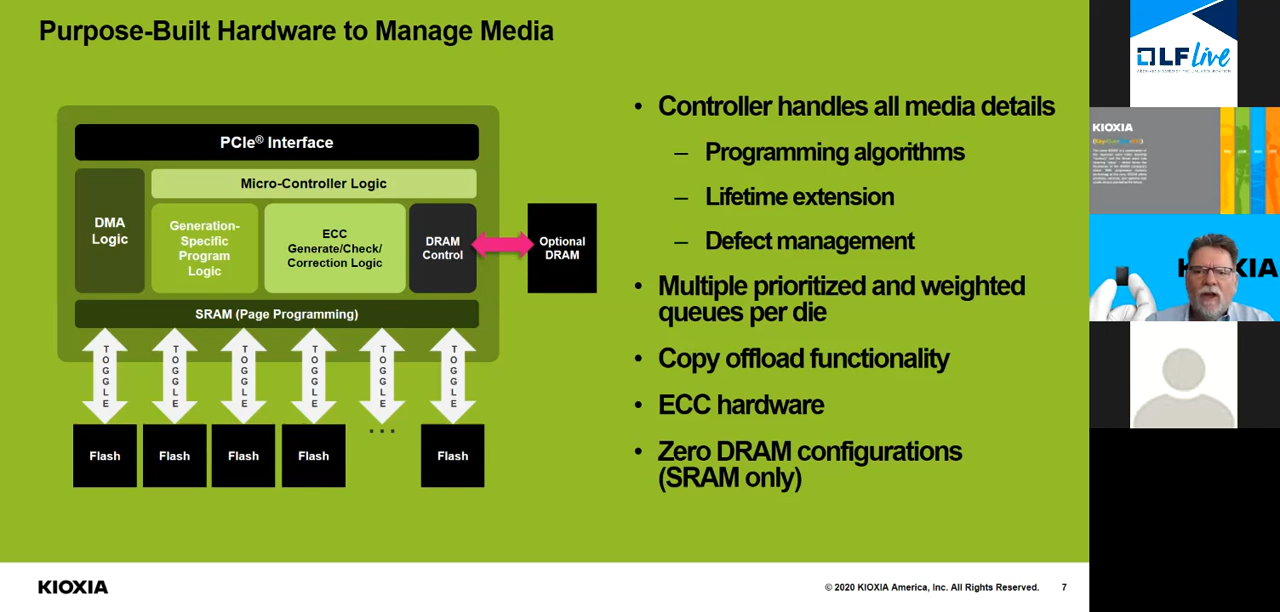 Purpose-Built Hardware to Manage Media
PCIe® Interface
Micro-Controller Logic
DMA
Logic
Generation-
Specific
Program
Logic
ECC
Generate/Check/
Correction Logic
DRAM
Control
Optional
DRAM
SRAM (Page Programming)
TOGGLE
TOGGLE
TOGGLE
TOGGLE
TOGGLE
TOGGLE
...
Flash
Flash
Flash
Flash
Flash
• Controller handles all media details
– Programming algorithms
– Lifetime extension
– Defect management
• Multiple prioritized and weighted
queues per die
• Copy offload functionality
• ECC hardware
• Zero DRAM configurations
(SRAM only)
KIOXIA
© 2020 KIOXIA America, Inc. All Rights Reserved.
7
LF Live
KIOXIA